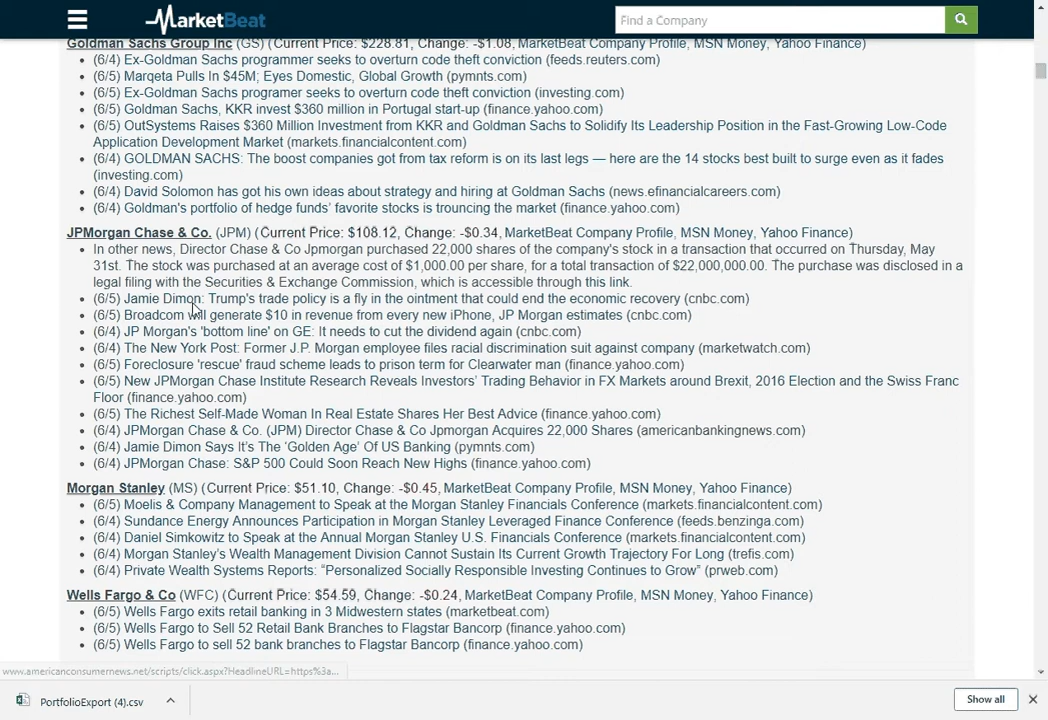 MarketBeat
Find a Company
Goldman Sachs Group Inc (GS) (Current Price: $228.81, Change: -$1.08, MarketBeat Company Profile, MSN Money, Yahoo Finance)
• (6/4) Ex-Goldman Sachs programmer seeks to overturn code theft conviction (feeds.reuters.com)
• (6/5) Marqeta Pulls In $45M; Eyes Domestic, Global Growth (pymnts.com)
• (6/5) Ex-Goldman Sachs programer seeks to overturn code theft conviction (investing.com)
• (6/5) Goldman Sachs, KKR invest $360 million in Portugal start-up (finance.yahoo.com)
• (6/5) OutSystems Raises $360 Million Investment from KKR and Goldman Sachs to Solidify Its Leadership Position in the Fast-Growing Low-Code
Application Development Market (markets.financialcontent.com)
• (6/4) GOLDMAN SACHS: The boost companies got from tax reform is on its last legs — here are the 14 stocks best built to surge even as it fades
(investing.com)
• (6/4) David Solomon has got his own ideas about strategy and hiring at Goldman Sachs (news.efinancialcareers.com)
• (6/4) Goldman's portfolio of hedge funds' favorite stocks is trouncing the market (finance.yahoo.com)
JPMorgan Chase & Co. (JPM) (Current Price: $108.12, Change: -$0.34, MarketBeat Company Profile, MSN Money, Yahoo Finance)
• In other news, Director Chase & Co Jpmorgan purchased 22,000 shares of the company's stock in a transaction that occurred on Thursday, May
31st. The stock was purchased at an average cost of $1,000.00 per share, for a total transaction of $22,000,000.00. The purchase was disclosed in a
legal filing with the Securities & Exchange Commission, which is accessible through this link.
• (6/5) Jamie Dimon: Trump's trade policy is a fly in the ointment that could end the economic recovery (cnbc.com)
• (6/5) Broadcom will generate $10 in revenue from every new iPhone, JP Morgan estimates (cnbc.com)
• (6/4) JP Morgan's 'bottom line' on GE: It needs to cut the dividend again (cnbc.com)
• (6/4) The New York Post: Former J.P. Morgan employee files racial discrimination suit against company (marketwatch.com)
• (6/5) Foreclosure 'rescue' fraud scheme leads to prison term for Clearwater man (finance.yahoo.com)
• (6/5) New JPMorgan Chase Institute Research Reveals Investors' Trading Behavior in FX Markets around Brexit, 2016 Election and the Swiss Franc
Floor (finance.yahoo.com)
• (6/5) The Richest Self-Made Woman In Real Estate Shares Her Best Advice (finance.yahoo.com)
• (6/4) JPMorgan Chase & Co. (JPM) Director Chase & Co Jpmorgan Acquires 22,000 Shares (americanbankingnews.com)
• (6/4) Jamie Dimon Says It's The 'Golden Age' Of US Banking (pymnts.com)
• (6/4) JPMorgan Chase: S&P 500 Could Soon Reach New Highs (finance.yahoo.com)
Morgan Stanley (MS) (Current Price: $51.10, Change: -$0.45, MarketBeat Company Profile, MSN Money, Yahoo Finance)
• (6/5) Moelis & Company Management to Speak at the Morgan Stanley Financials Conference (markets.financialcontent.com)
• (6/4) Sundance Energy Announces Participation in Morgan Stanley Leveraged Finance Conference (feeds.benzinga.com)
• (6/4) Daniel Simkowitz to Speak at the Annual Morgan Stanley U.S. Financials Conference (markets.financialcontent.com)
• (6/4) Morgan Stanley's Wealth Management Division Cannot Sustain Its Current Growth Trajectory For Long (trefis.com)
• (6/4) Private Wealth Systems Reports: "Personalized Socially Responsible Investing Continues to Grow" (prweb.com)
Wells Fargo & Co (WFC) (Current Price: $54.59, Change: -$0.24, MarketBeat Company Profile, MSN Money, Yahoo Finance)
• (6/5) Wells Fargo exits retail banking in 3 Midwestern states (marketbeat.com)
• (6/5) Wells Fargo to Sell 52 Retail Bank Branches to Flagstar Bancorp (finance.yahoo.com)
• (6/5) Wells Fargo to sell 52 bank branches to Flagstar Bancorp (finance.yahoo.com)
www.americanconsumernews.net/scripts/click.aspx?HeadlineURL=https%3a...
PortfolioExport (4).csv
Show all